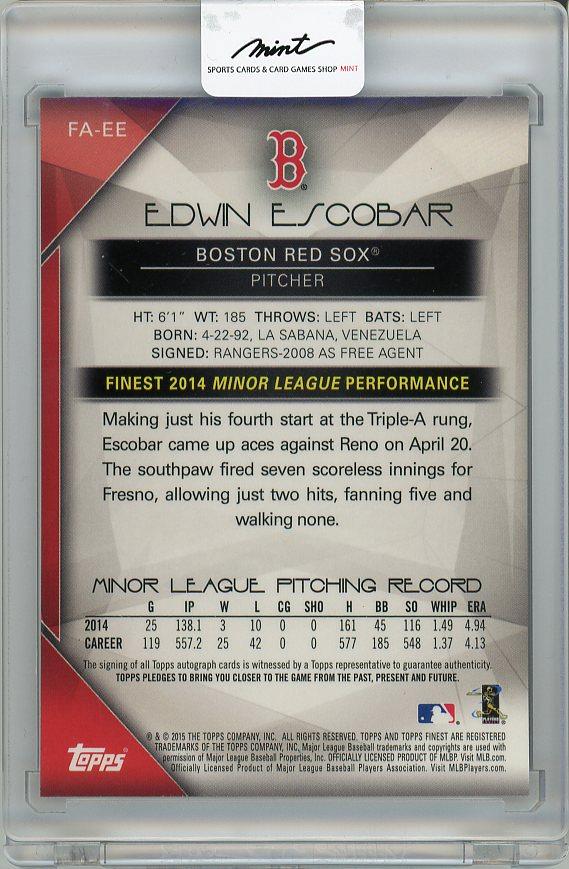 mint
SPORTS CARDS & CARD GAMES SHOP MINT
FA-EE
B
EDWIN ESCOBAR
BOSTON RED SOX®
PITCHER
HT: 6'1" WT: 185 THROWS: LEFT BATS: LEFT
BORN: 4-22-92, LA SABANA, VENEZUELA
SIGNED: RANGERS-2008 AS FREE AGENT
FINEST 2014 MINOR LEAGUE PERFORMANCE
Making just his fourth start at the Triple-A rung,
Escobar came up aces against Reno on April 20.
The southpaw fired seven scoreless innings for
Fresno, allowing just two hits, fanning five and
walking none.
MINOR LEAGUE PITCHING RECORD
G IP W L CG SHO H BB SO WHIP ERA
2014 25 138.1 3 10 0 0 161 45 116 1.49 4.94
CAREER 119 557.2 25 42 0 0 577 185 548 1.37 4.13
The signing of all Topps autograph cards is witnessed by a Topps representative to guarantee authenticity.
TOPPS PLEDGES TO BRING YOU CLOSER TO THE GAME FROM THE PAST, PRESENT AND FUTURE.
® & © 2015 THE TOPPS COMPANY, INC. ALL RIGHTS RESERVED. TOPPS AND TOPPS FINEST ARE REGISTERED
TRADEMARKS OF THE TOPPS COMPANY, INC. Major League Baseball trademarks and copyrights are used with
permission of Major League Baseball Properties, Inc. OFFICIALLY LICENSED PRODUCT OF MLBP. Visit MLB.com.
Officially Licensed Product of Major League Baseball Players Association. Visit MLBPlayers.com.
Topps